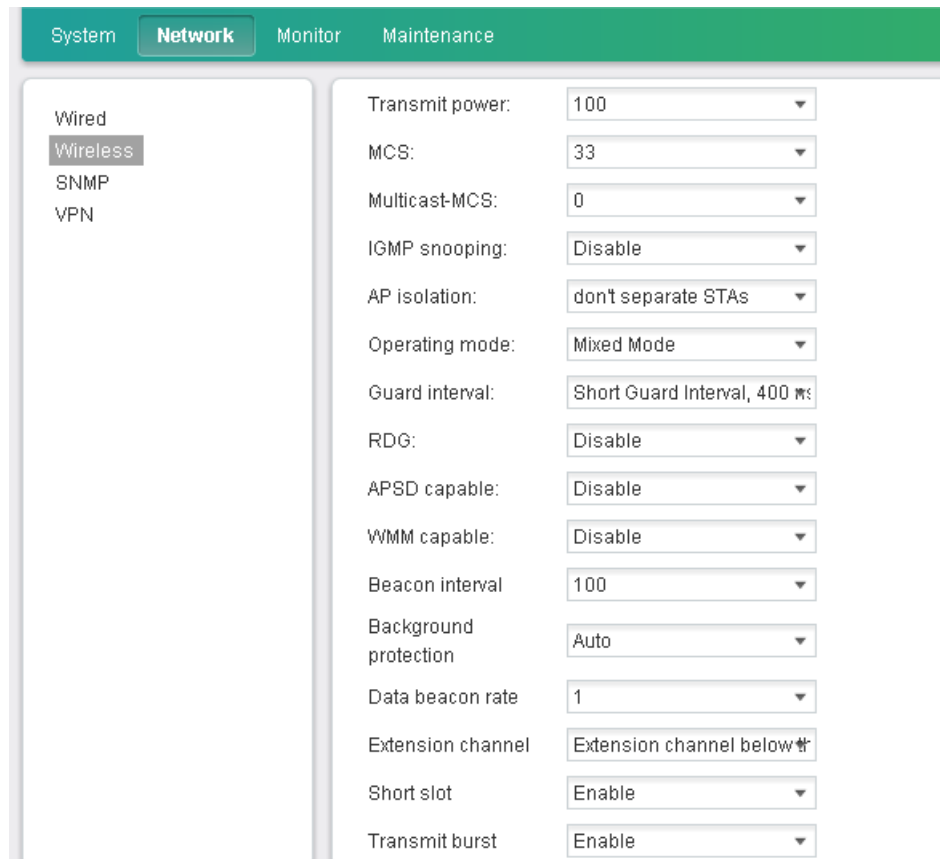 System Network Monitor Maintenance
Wired
Wireless
SNMP
VPN
Transmit power: 100
MCS: 33
Multicast-MCS: 0
IGMP snooping: Disable
AP isolation: don't separate STAs
Operating mode: Mixed Mode
Guard interval: Short Guard Interval, 400
RDG: Disable
APSD capable: Disable
WMM capable: Disable
Beacon interval 100
Background
protection Auto
Data beacon rate 1
Extension channel Extension channel below
Short slot Enable
Transmit burst Enable